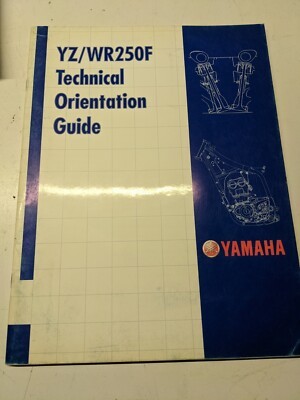 YZ/WR250F
Technical
Orientation
Guide
YAMAHA